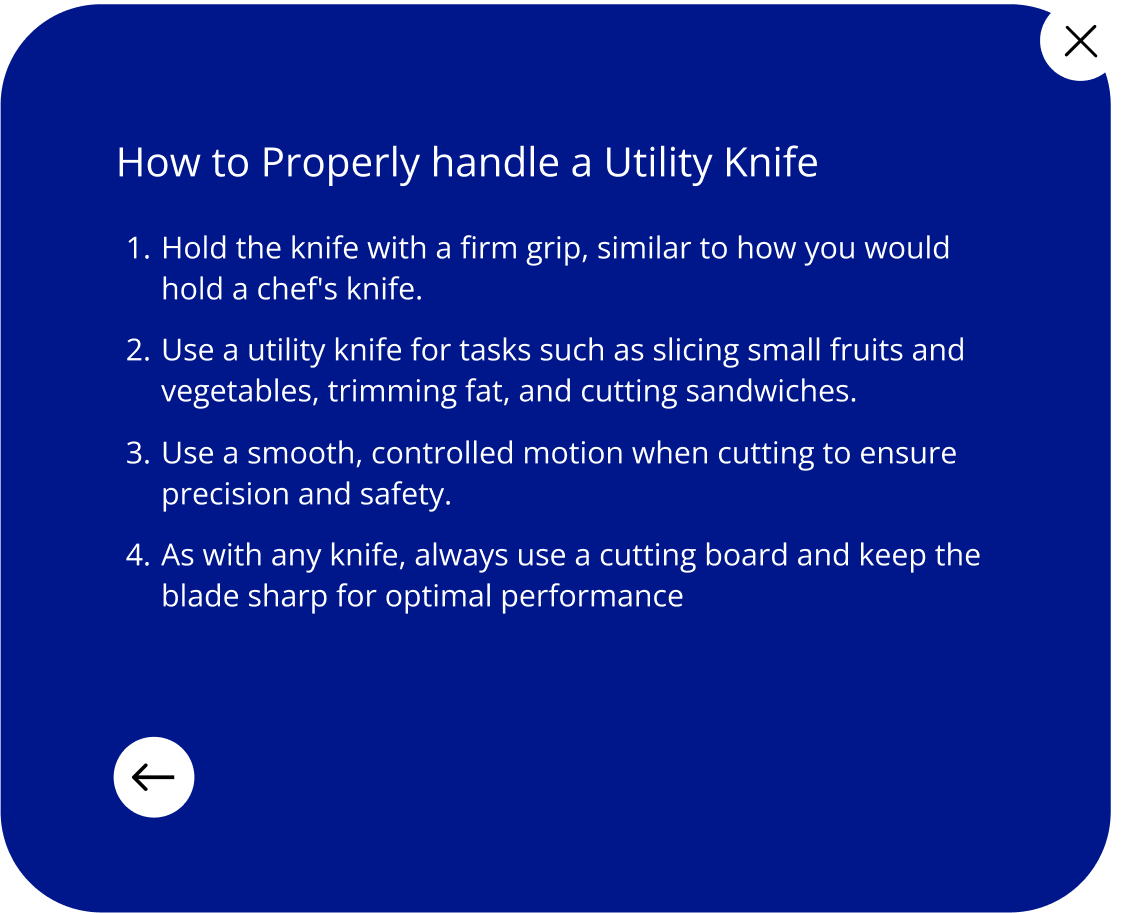 How to Properly handle a Utility Knife
1. Hold the knife with a firm grip, similar to how you would
hold a chef's knife.
2. Use a utility knife for tasks such as slicing small fruits and
vegetables, trimming fat, and cutting sandwiches.
3. Use a smooth, controlled motion when cutting to ensure
precision and safety.
4. As with any knife, always use a cutting board and keep the
blade sharp for optimal performance